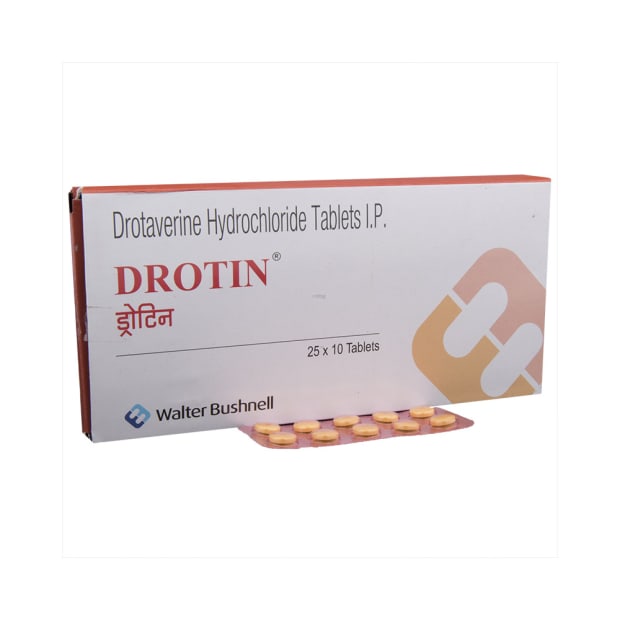 Drotaverine Hydrochloride Tablets I.P.
DROTIN®
ड्रोटिन
25 x 10 Tablets
Walter Bushnell